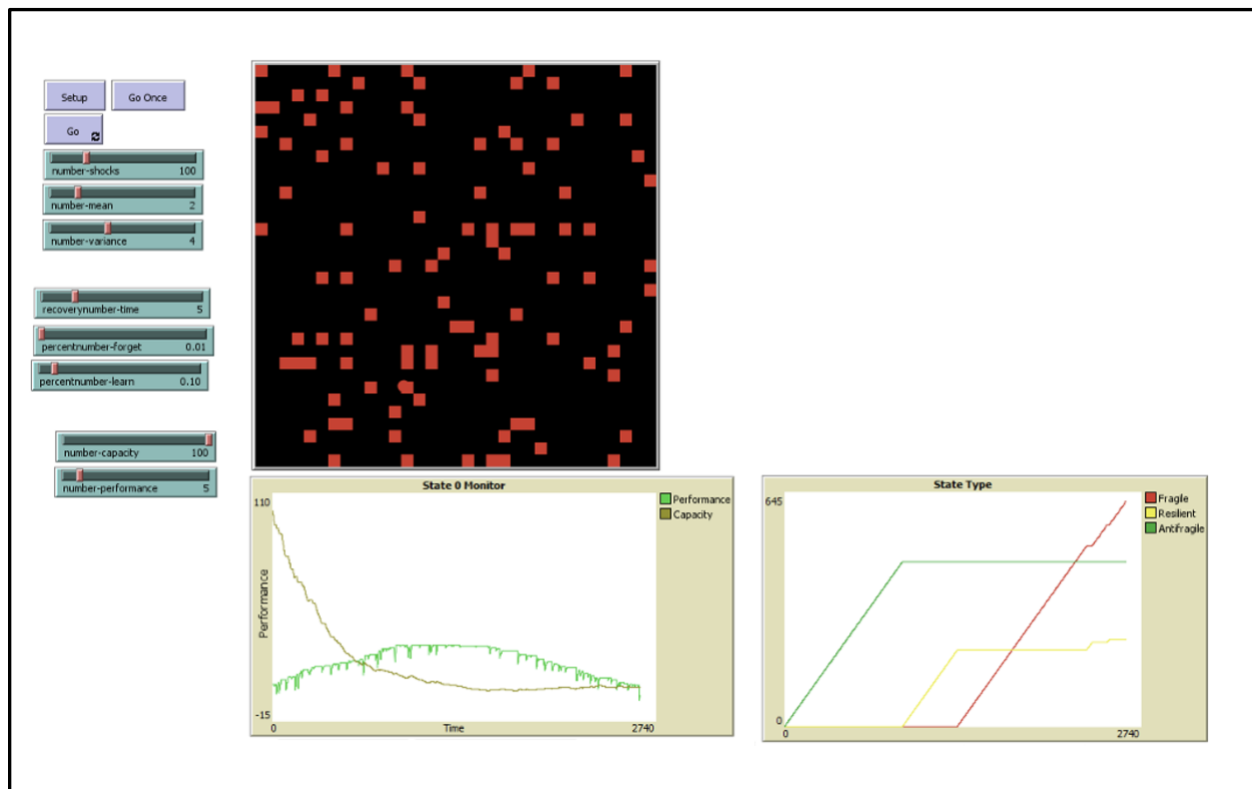 Setup
Go Once
Go
number-shocks 100
number-mean 2
number-variance 4
recoverynumber-time 5
percentnumber-forget 0.01
percentnumber-learn 0.10
number-capacity 100
number-performance 5
State 0 Monitor
110
Performance
-15
0
Time
2740
Performance
Capacity
State Type
645
0
0
2740
Fragile
Resilient
Antifragile